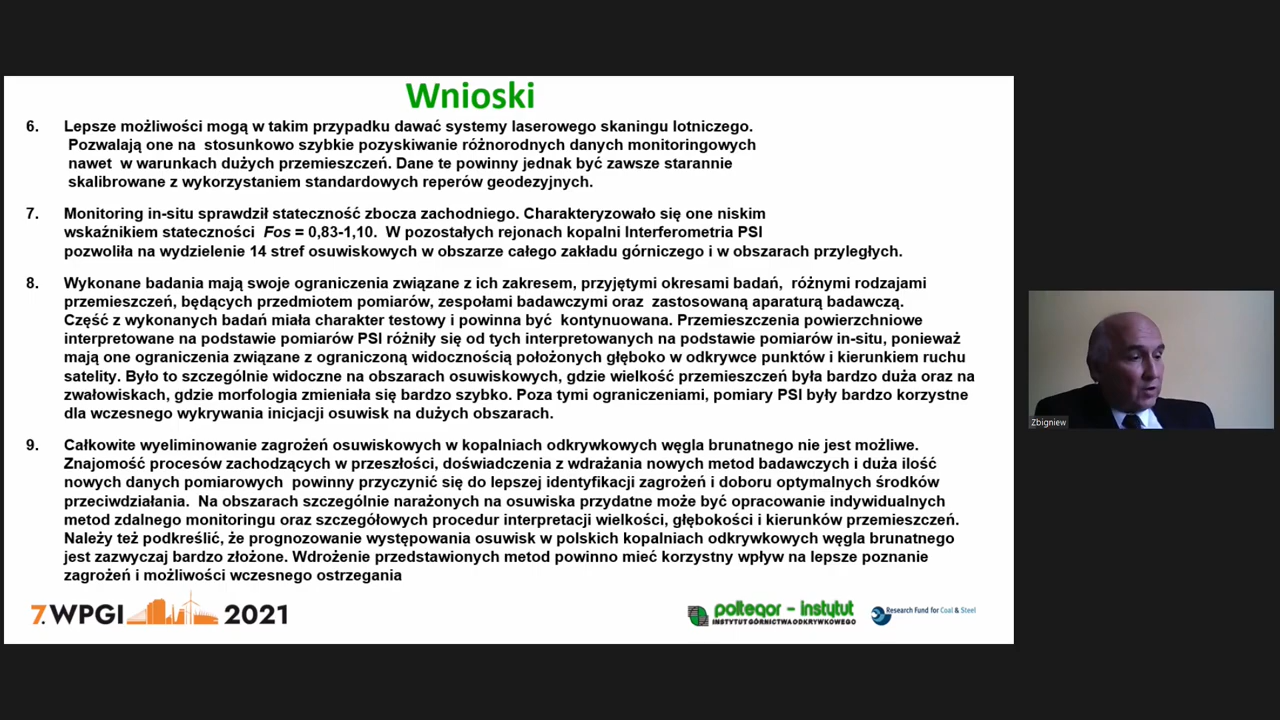 Wnioski
6. Lepsze możliwości mogą w takim przypadku dawać systemy laserowego skaningu lotniczego.
Pozwalają one na stosunkowo szybkie pozyskiwanie różnorodnych danych monitoringowych
nawet w warunkach dużych przemieszczeń. Dane te powinny jednak być zawsze starannie
skalibrowane z wykorzystaniem standardowych reperów geodezyjnych.
7. Monitoring in-situ sprawdził stateczność zbocza zachodniego. Charakteryzowało się one niskim
wskaźnikiem stateczności Fos = 0,83-1,10. W pozostałych rejonach kopalni Interferometria PSI
pozwoliła na wydzielenie 14 stref osuwiskowych w obszarze całego zakładu górniczego i w obszarach przyległych.
8. Wykonane badania mają swoje ograniczenia związane z ich zakresem, przyjętymi okresami badań, różnymi rodzajami
przemieszczeń, będących przedmiotem pomiarów, zespołami badawczymi oraz zastosowaną aparaturą badawczą.
Część z wykonanych badań miała charakter testowy i powinna być kontynuowana. Przemieszczenia powierzchniowe
interpretowane na podstawie pomiarów PSI różniły się od tych interpretowanych na podstawie pomiarów in-situ, ponieważ
mają one ograniczenia związane z ograniczoną widocznością położonych głęboko w odkrywce punktów i kierunkiem ruchu
satelity. Było to szczególnie widoczne na obszarach osuwiskowych, gdzie wielkość przemieszczeń była bardzo duża oraz na
zwałowiskach, gdzie morfologia zmieniała się bardzo szybko. Poza tymi ograniczeniami, pomiary PSI były bardzo korzystne
dla wczesnego wykrywania inicjacji osuwisk na dużych obszarach.
9. Całkowite wyeliminowanie zagrożeń osuwiskowych w kopalniach odkrywkowych węgla brunatnego nie jest możliwe.
Znajomość procesów zachodzących w przeszłości, doświadczenia z wdrażania nowych metod badawczych i duża ilość
nowych danych pomiarowych powinny przyczynić się do lepszej identyfikacji zagrożeń i doboru optymalnych środków
przeciwdziałania. Na obszarach szczególnie narażonych na osuwiska przydatne może być opracowanie indywidualnych
metod zdalnego monitoringu oraz szczegółowych procedur interpretacji wielkości, głębokości i kierunków przemieszczeń.
Należy też podkreślić, że prognozowanie występowania osuwisk w polskich kopalniach odkrywkowych węgla brunatnego
jest zazwyczaj bardzo złożone. Wdrożenie przedstawionych metod powinno mieć korzystny wpływ na lepsze poznanie
zagrożeń i możliwości wczesnego ostrzegania
7. WPGI 2021
poltegor - instytut
INSTYTUT GÓRNICTWA ODKRYWKOWEGO
Research Fund for Coal & Steel
Zbigniew